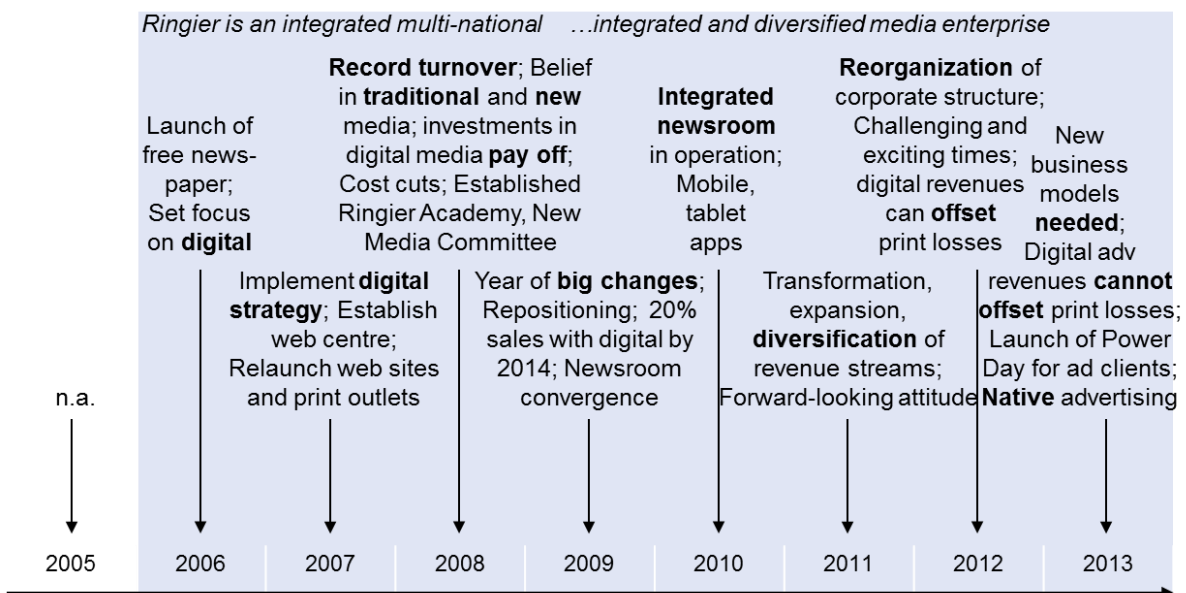 Ringier is an integrated multi-national …integrated and diversified media enterprise
Launch of
free news-
paper;
Set focus
on digital
Record turnover; Belief
in traditional and new
media; investments in
digital media pay off;
Cost cuts; Established
Ringier Academy, New
Media Committee
Integrated
newsroom
in operation;
Mobile,
tablet
apps
Reorganization of
corporate structure;
Challenging and
exciting times;
digital revenues
can offset
print losses
New
business
models
needed;
Digital adv
revenues cannot
offset print losses;
Launch of Power
Day for ad clients;
Native advertising
n.a.
Implement digital
strategy; Establish
web centre;
Relaunch web sites
and print outlets
Year of big changes;
Repositioning; 20%
sales with digital by
2014; Newsroom
convergence
Transformation,
expansion,
diversification of
revenue streams;
Forward-looking attitude
2005 2006 2007 2008 2009 2010 2011 2012 2013